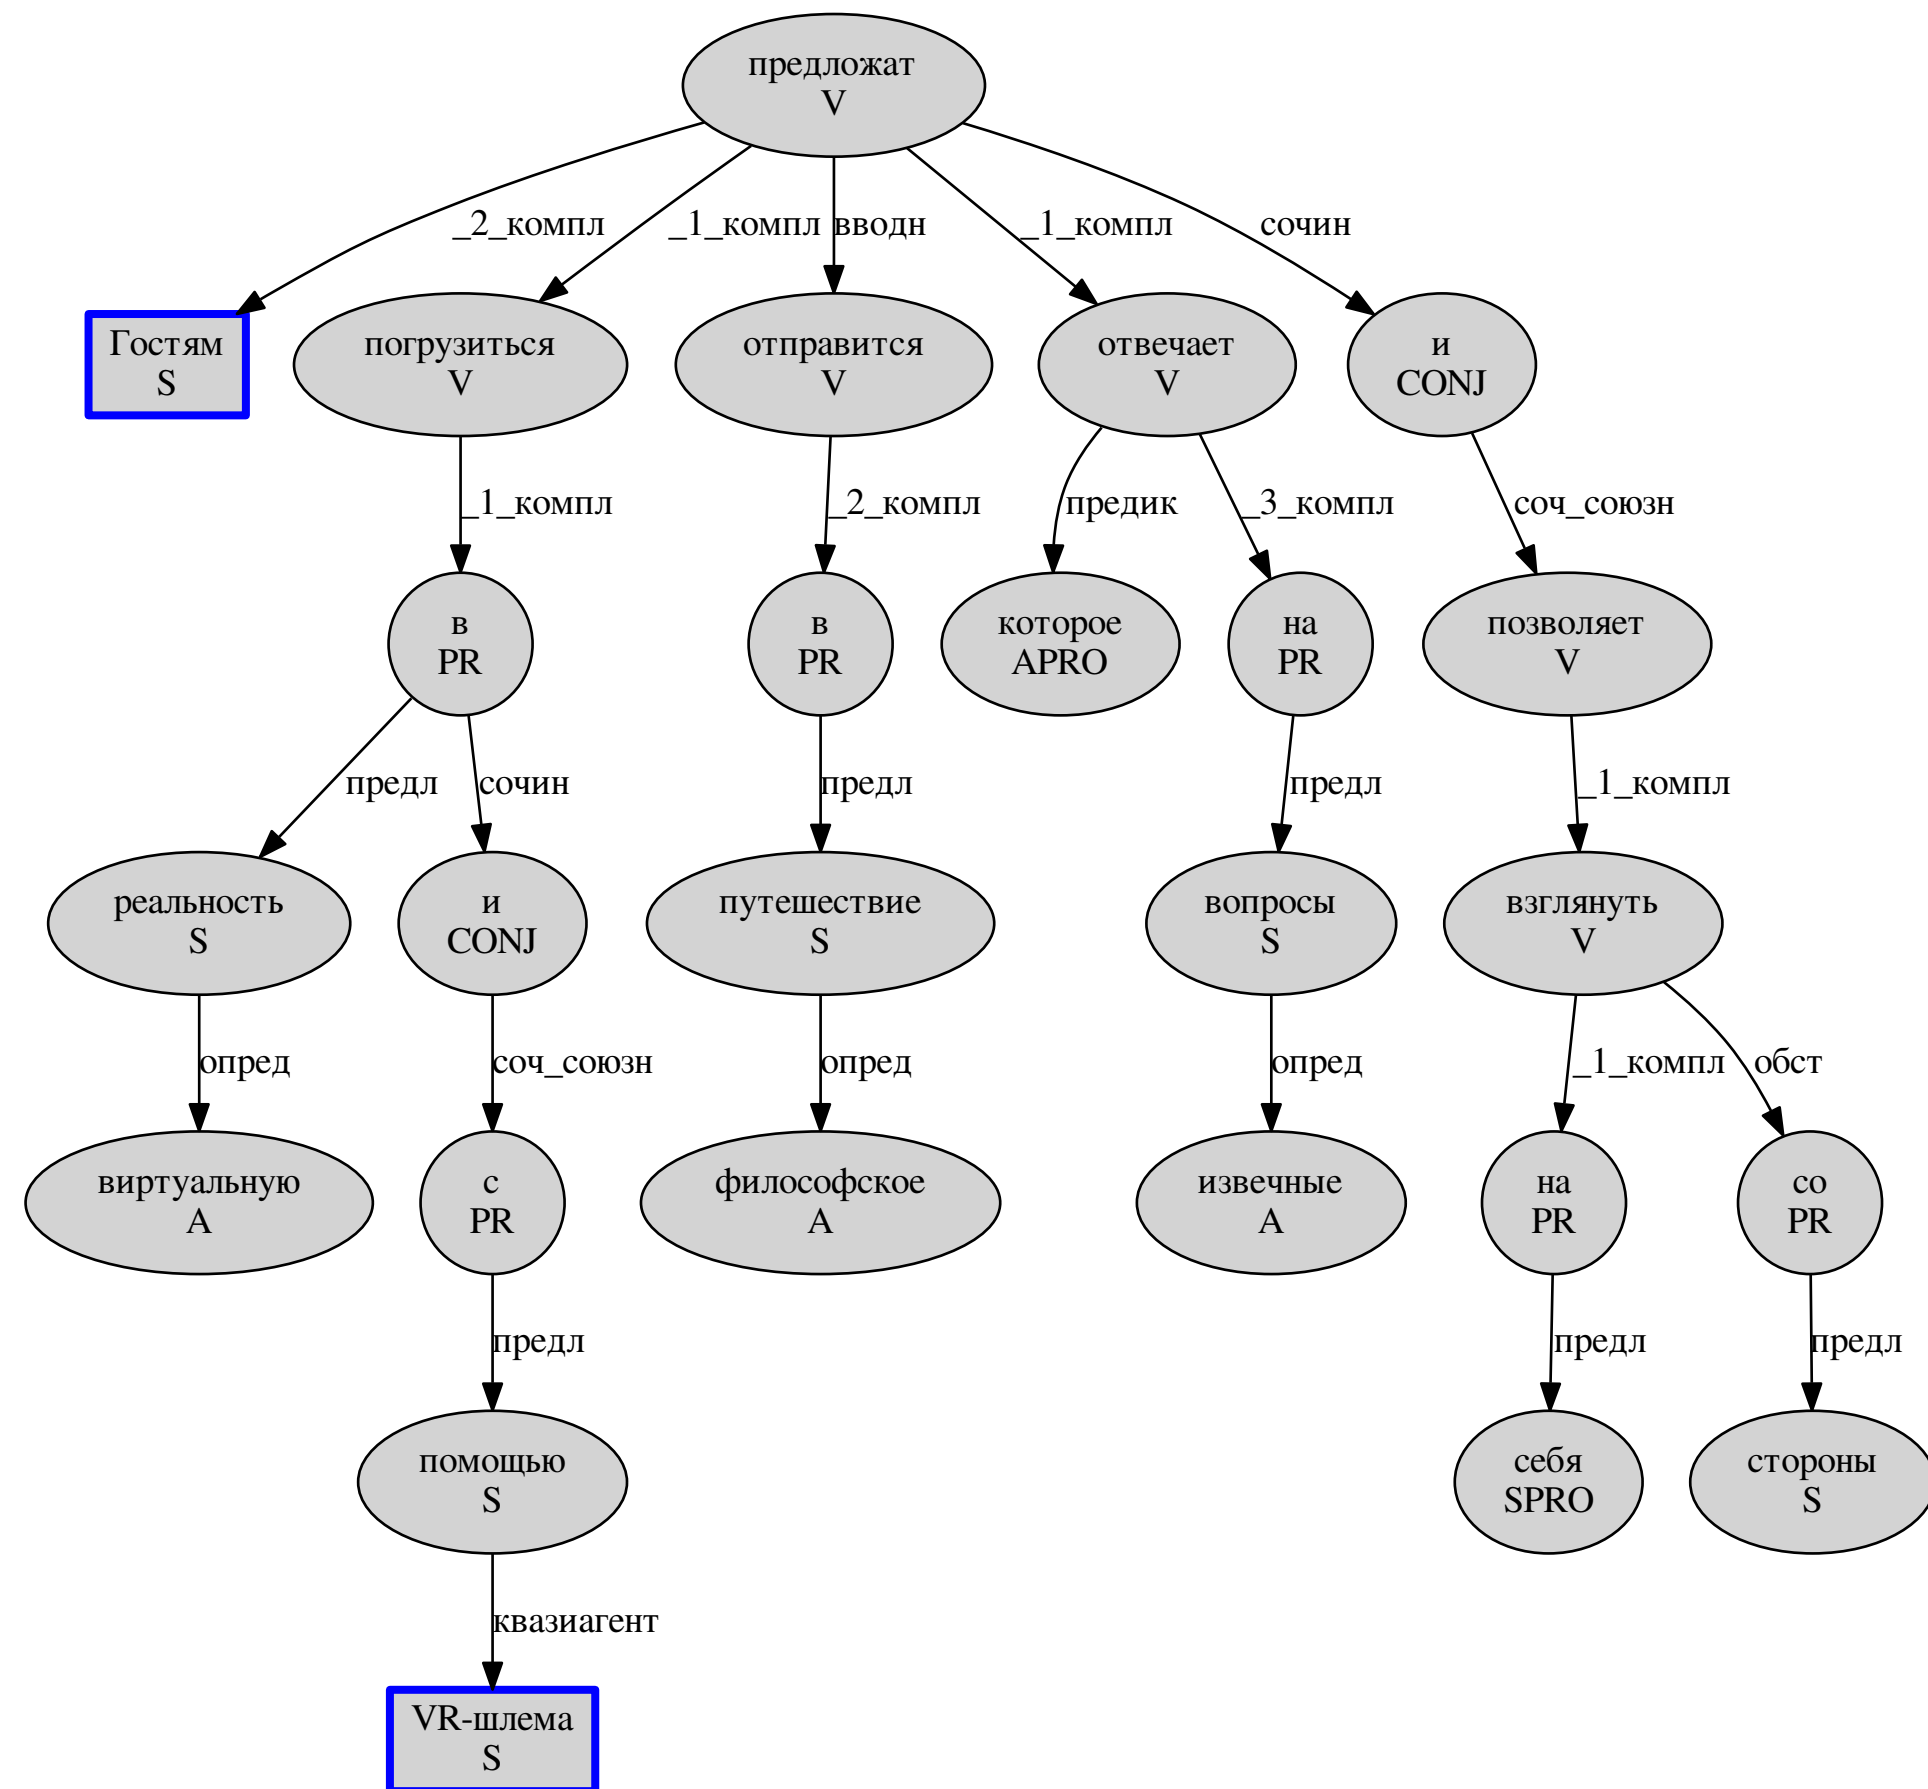 предложат
V
_2_компл
_1_компл
вводн
_1_компл
сочин
Гостям
S
погрузиться
V
отправится
V
отвечает
V
и
CONJ
_1_компл
_2_компл
предик
_3_компл
соч_союзн
в
PR
в
PR
которое
APRO
на
PR
позволяет
V
предл
сочин
предл
предл
_1_компл
реальность
S
и
CONJ
путешествие
S
вопросы
S
взглянуть
V
опред
соч_союзн
опред
опред
_1_компл
обст
виртуальную
A
с
PR
философское
A
извечные
A
на
PR
со
PR
предл
предл
предл
помощью
S
себя
SPRO
стороны
S
квазиагент
VR-шлема
S